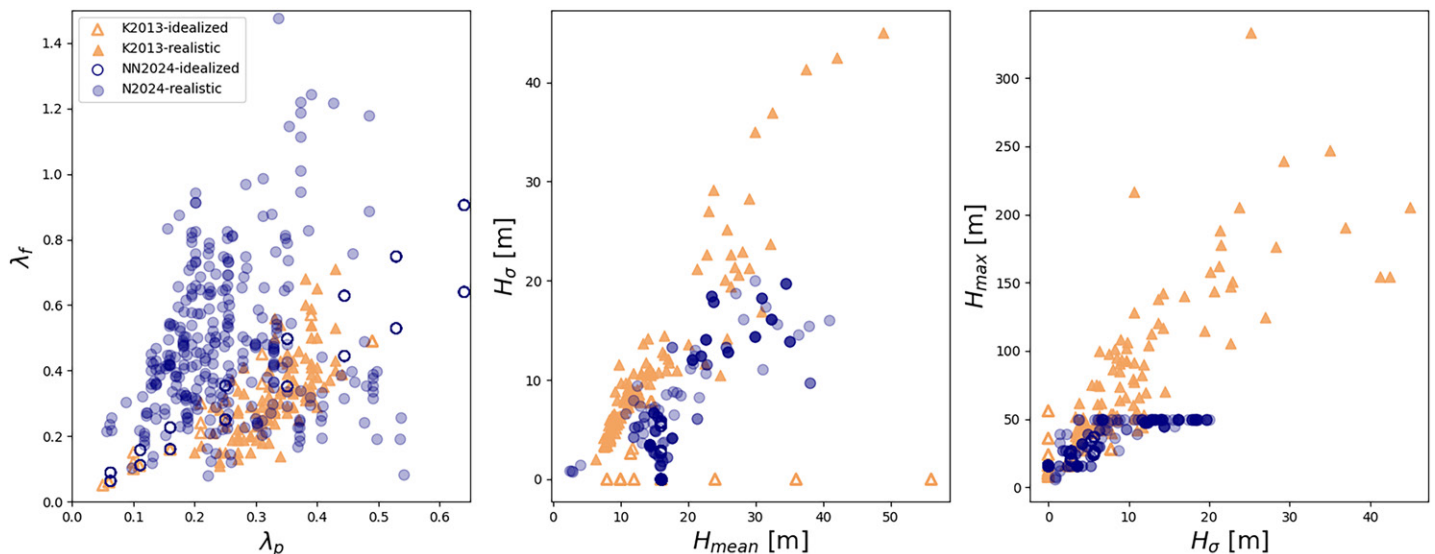 K2013-idealized
K2013-realistic
NN2024-idealized
N2024-realistic
1.4
1.2
1.0
0.8
0.6
0.4
0.2
0.0
λf
0.0 0.1 0.2 0.3 0.4 0.5 0.6
λp
40
30
20
10
0
Hσ [m]
0 10 20 30 40 50
Hmean [m]
300
250
200
150
100
50
0
Hmax [m]
0 10 20 30 40
Hσ [m]